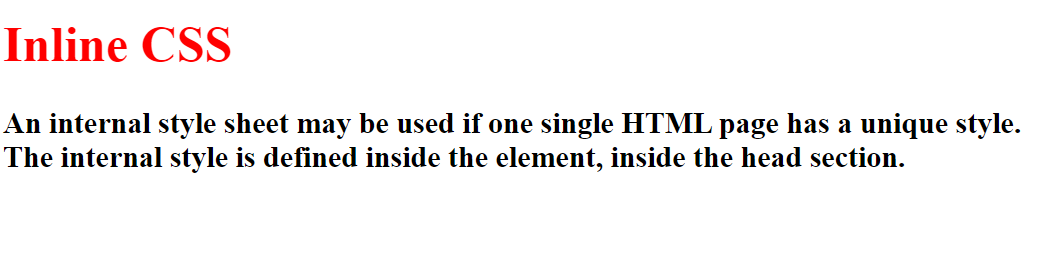 Inline CSS
An internal style sheet may be used if one single HTML page has a unique style.
The internal style is defined inside the element, inside the head section.